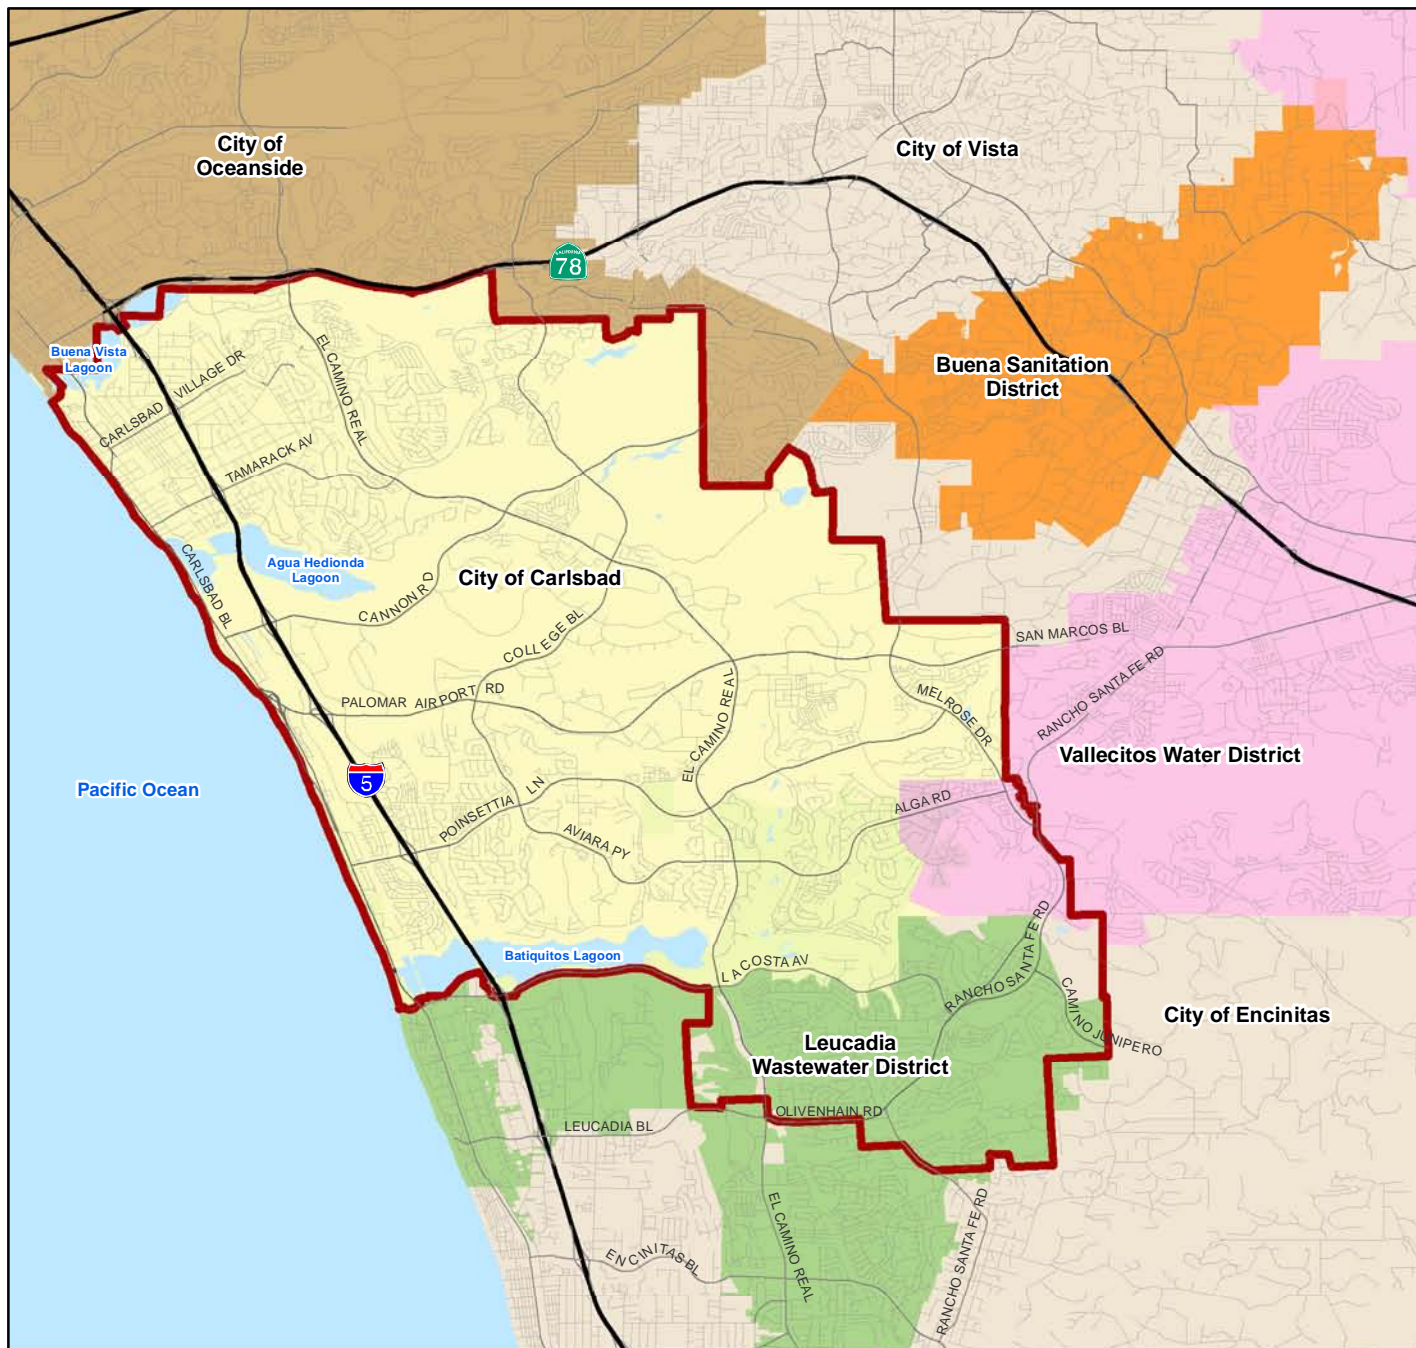 City of
Oceanside
City of Vista
CALIFORNIA
78
Buena Vista
Lagoon
CARLSBAD VILLAGE DR
EL CAMINO REAL
TAMARACK AV
Buena Sanitation
District
Agua Hedionda
Lagoon
City of Carlsbad
CARLSBAD BL
CANNON RD
COLLEGE BL
SAN MARCOS BL
RANCHO SANTA FE RD
PALOMAR AIRPORT RD
MELROSE DR
EL CAMINO REAL
Vallecitos Water District
Pacific Ocean
5
POINSETTIA LN
ALGA RD
AVIARA PY
Batiquitos Lagoon
LA COSTA AV
RANCHO SANTA FE RD
CAMINO JUNIPERO
City of Encinitas
Leucadia
Wastewater District
OLIVENHAIN RD
LEUCADIA BL
EL CAMINO REAL
RANCHO SANTA FE RD
ENCINITAS BL